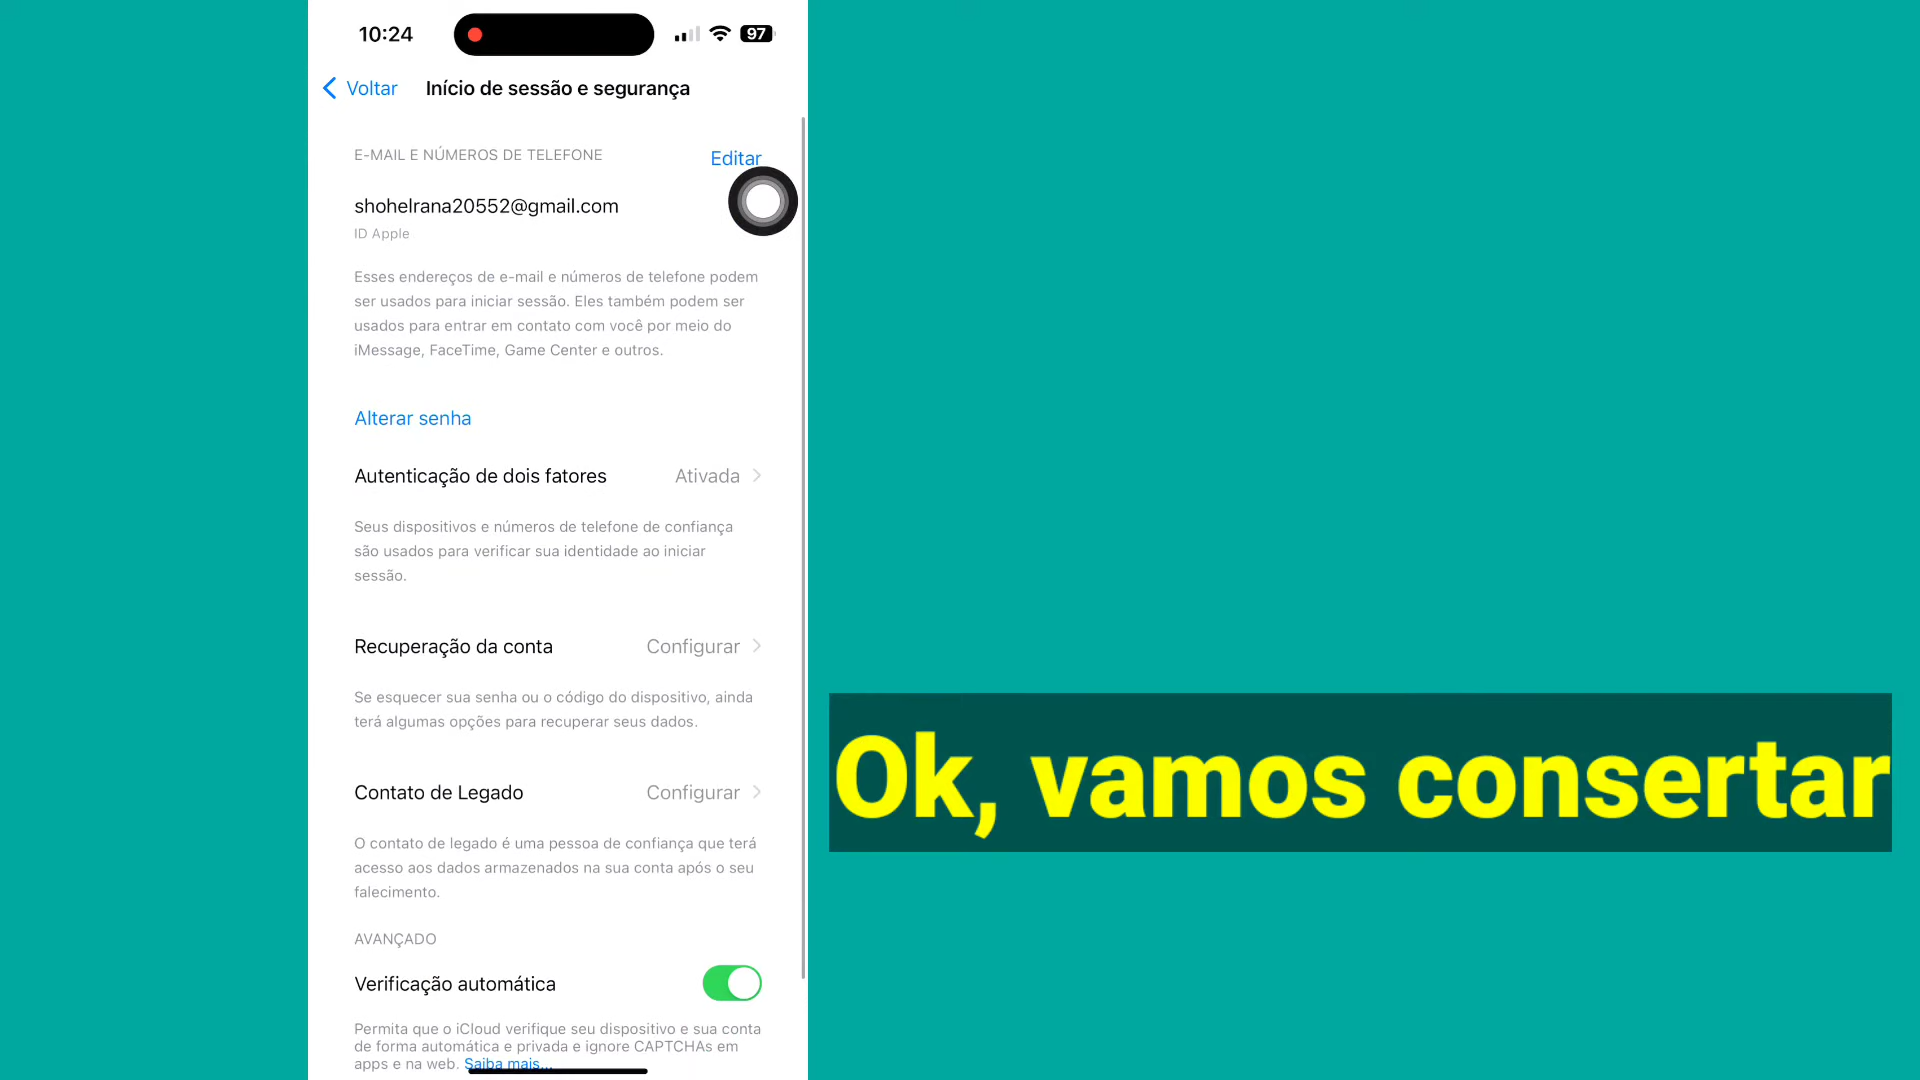 10:24
97
Voltar
Início de sessão e segurança
E-MAIL E NÚMEROS DE TELEFONE
Editar
shohelrana20552@gmail.com
ID Apple
Esses endereços de e-mail e números de telefone podem
ser usados para iniciar sessão. Eles também podem ser
usados para entrar em contato com você por meio do
iMessage, FaceTime, Game Center e outros.
Alterar senha
Autenticação de dois fatores
Ativada
Seus dispositivos e números de telefone de confiança
são usados para verificar sua identidade ao iniciar
sessão.
Recuperação da conta
Configurar
Se esquecer sua senha ou o código do dispositivo, ainda
terá algumas opções para recuperar seus dados.
Contato de Legado
Configurar
O contato de legado é uma pessoa de confiança que terá
acesso aos dados armazenados na sua conta após o seu
falecimento.
AVANÇADO
Verificação automática
Permita que o iCloud verifique seu dispositivo e sua conta
de forma automática e privada e ignore CAPTCHAs em
apps e na web. Saiba mais...
Ok, vamos consertar